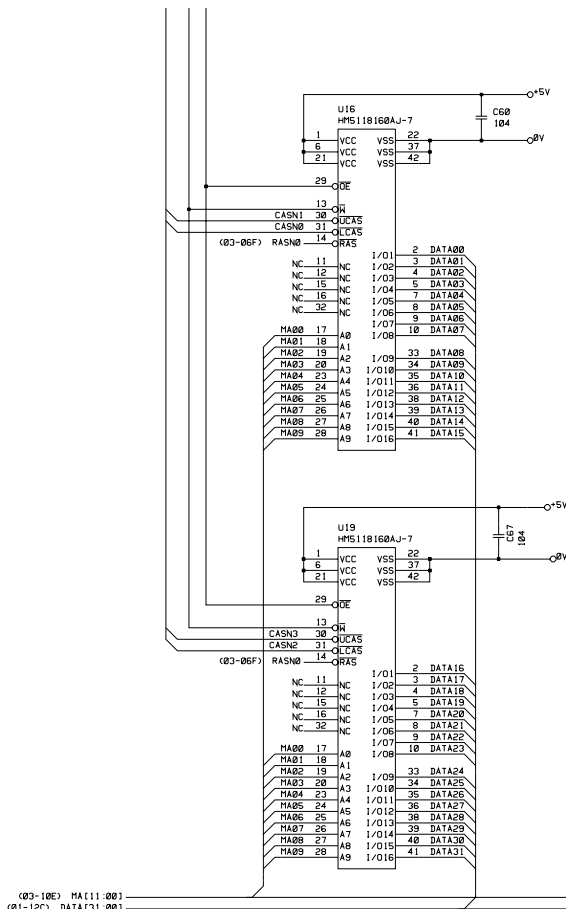 +5V
U16
HM5118160AJ-7
C60
104
0V
1 VCC VSS 22
6 VCC VSS 37
21 VCC VSS 42
29 OE
13 W
CASN1 30 UCAS
CASN0 31 LCAS
(03-06F) RASN0 14 RAS
I/O1 2 DATA00
NC 11 NC I/O2 3 DATA01
NC 12 NC I/O3 4 DATA02
NC 15 NC I/O4 5 DATA03
NC 16 NC I/O5 7 DATA04
NC 32 NC I/O6 8 DATA05
I/O7 9 DATA06
MA00 17 A0 I/O8 10 DATA07
MA01 18 A1
MA02 19 A2 I/O9 33 DATA08
MA03 20 A3 I/O10 34 DATA09
MA04 23 A4 I/O11 35 DATA10
MA05 24 A5 I/O12 36 DATA11
MA06 25 A6 I/O13 38 DATA12
MA07 26 A7 I/O14 39 DATA13
MA08 27 A8 I/O15 40 DATA14
MA09 28 A9 I/O16 41 DATA15
+5V
U19
HM5118160AJ-7
C67
104
0V
1 VCC VSS 22
6 VCC VSS 37
21 VCC VSS 42
29 OE
13 W
CASN3 30 UCAS
CASN2 31 LCAS
(03-06F) RASN0 14 RAS
I/O1 2 DATA16
NC 11 NC I/O2 3 DATA17
NC 12 NC I/O3 4 DATA18
NC 15 NC I/O4 5 DATA19
NC 16 NC I/O5 7 DATA20
NC 32 NC I/O6 8 DATA21
I/O7 9 DATA22
MA00 17 A0 I/O8 10 DATA23
MA01 18 A1
MA02 19 A2 I/O9 33 DATA24
MA03 20 A3 I/O10 34 DATA25
MA04 23 A4 I/O11 35 DATA26
MA05 24 A5 I/O12 36 DATA27
MA06 25 A6 I/O13 38 DATA28
MA07 26 A7 I/O14 39 DATA29
MA08 27 A8 I/O15 40 DATA30
MA09 28 A9 I/O16 41 DATA31
(03-10E) MA[11:00]
(01-12C) DATA[31:00]